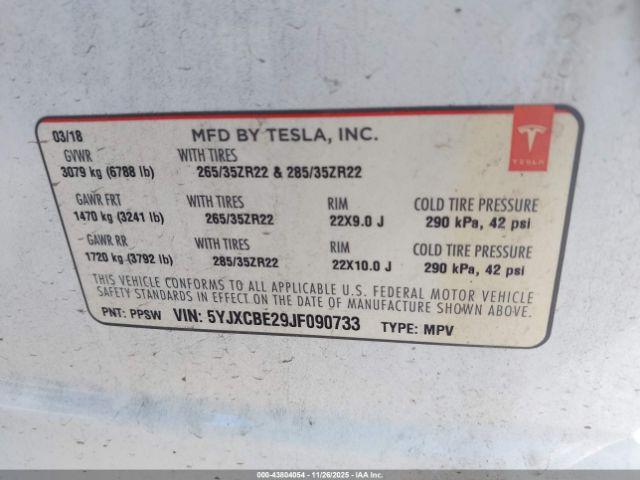 03/18 MFD BY TESLA, INC.
TESLA
GVWR WITH TIRES
3079 kg (6788 lb) 265/35ZR22 & 285/35ZR22
GAWR FRT WITH TIRES RIM COLD TIRE PRESSURE
1470 kg (3241 lb) 265/35ZR22 22X9.0 J 290 kPa, 42 psi
GAWR RR WITH TIRES RIM COLD TIRE PRESSURE
1720 kg (3792 lb) 285/35ZR22 22X10.0 J 290 kPa, 42 psi
THIS VEHICLE CONFORMS TO ALL APPLICABLE U.S. FEDERAL MOTOR VEHICLE
SAFETY STANDARDS IN EFFECT ON THE DATE OF MANUFACTURE SHOWN ABOVE.
PNT: PPSW VIN: 5YJXCBE29JF090733 TYPE: MPV
000-43804054 | 11/26/2025 - IAA Inc.